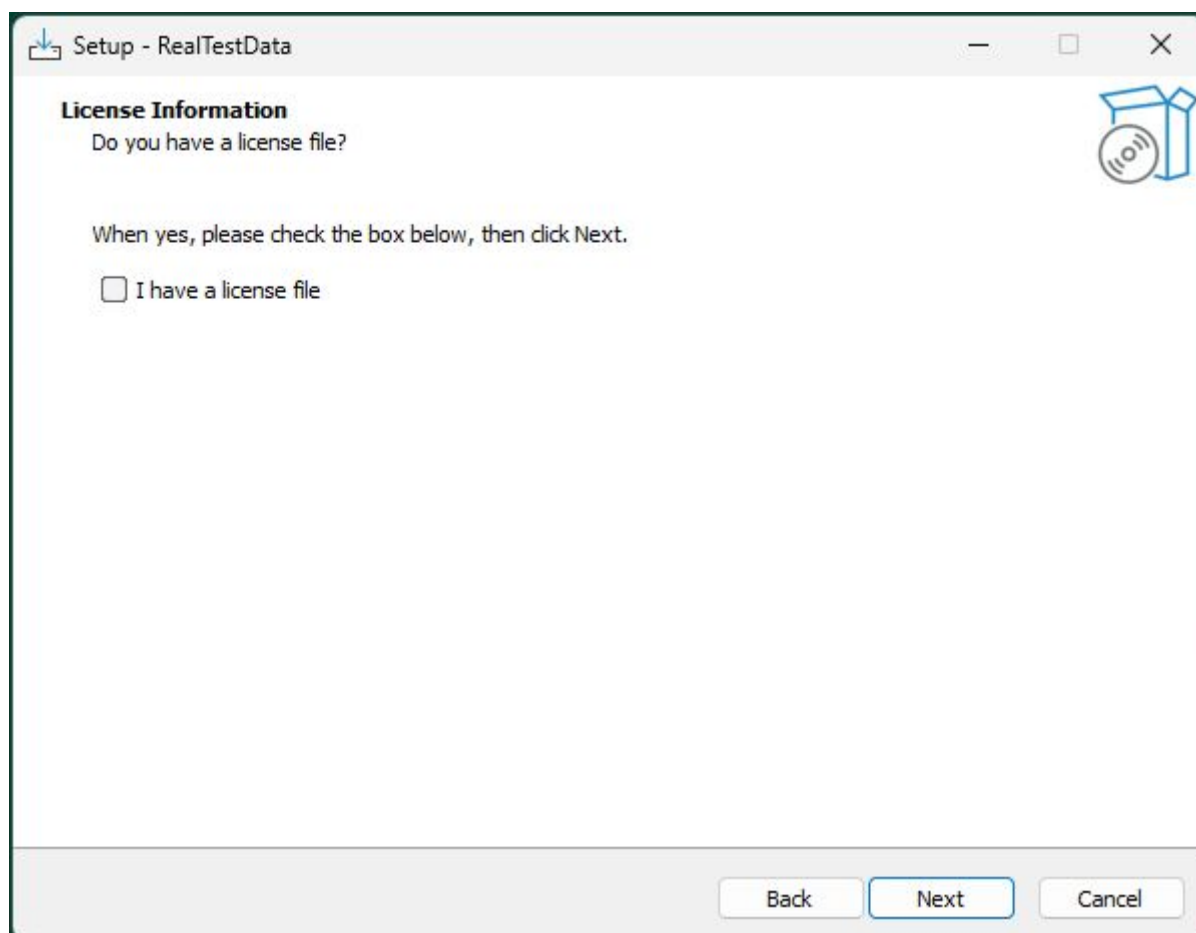 Setup - RealTestData
License Information
Do you have a license file?
When yes, please check the box below, then click Next.
I have a license file
Back Next Cancel